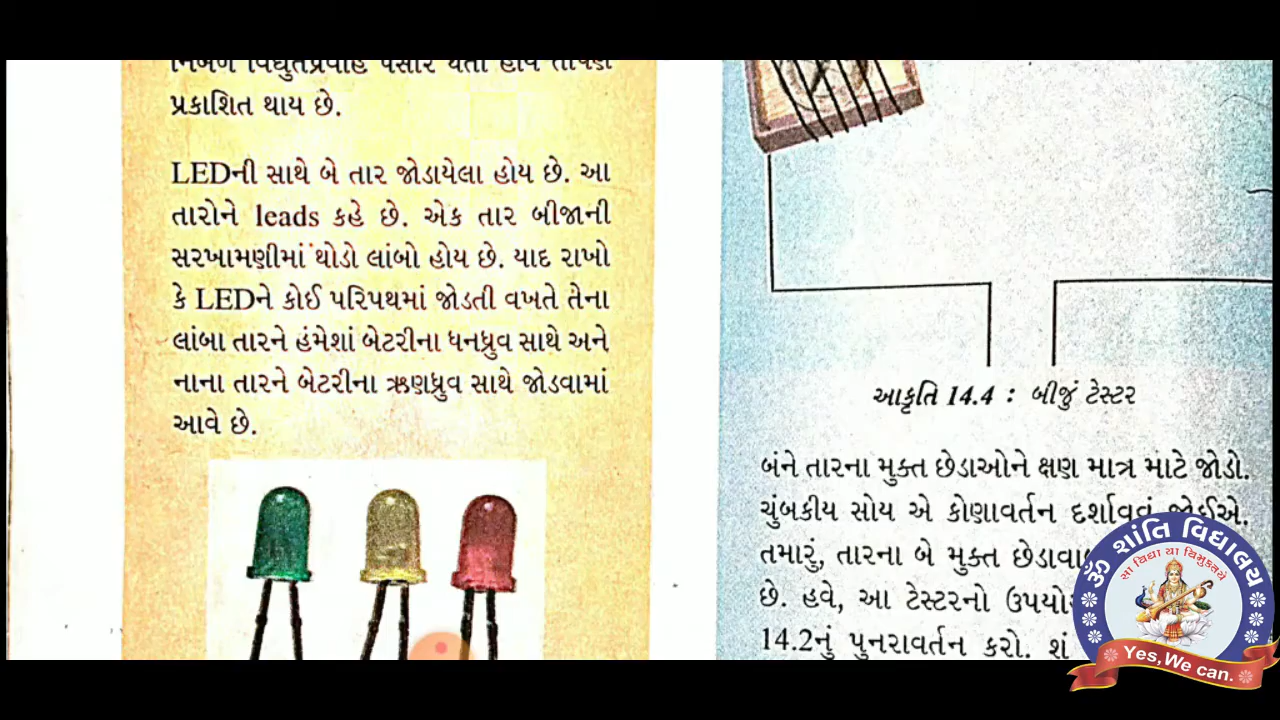 પ્રકાશિત થાય છે.
LEDની સાથે બે તાર જોડાયેલા હોય છે. આ
તારોને leads કહે છે. એક તાર બીજાની
સરખામણીમાં થોડો લાંબો હોય છે. યાદ રાખો
કે LEDને કોઈ પરિપથમાં જોડતી વખતે તેના
લાંબા તારને હંમેશાં બેટરીના ધનધ્રુવ સાથે અને
નાના તારને બેટરીના ઋણધ્રુવ સાથે જોડવામાં
આવે છે.
આકૃતિ 14.4 : બીજું ટેસ્ટર
બંને તારના મુક્ત છેડાઓને ક્ષણ માત્ર માટે જોડો.
ચુંબકીય સોય એ કોણાવર્તન દર્શાવવું જોઈએ.
તમારું, તારના બે મુક્ત
છે. હવે, આ ટેસ્ટરનો
14.2નું પુનરાવર્તન કરો. શું
ૐ શાંતિ વિદ્યાલય
સા વિદ્યા યા વિમુક્તયે
Yes, We can.